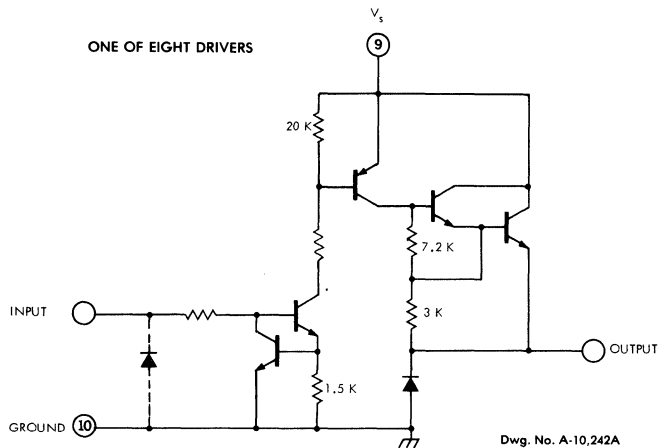 V s
9
ONE OF EIGHT DRIVERS
20 K
7.2 K
3 K
INPUT
OUTPUT
1.5 K
GROUND 10
Dwg. No. A-10,242A